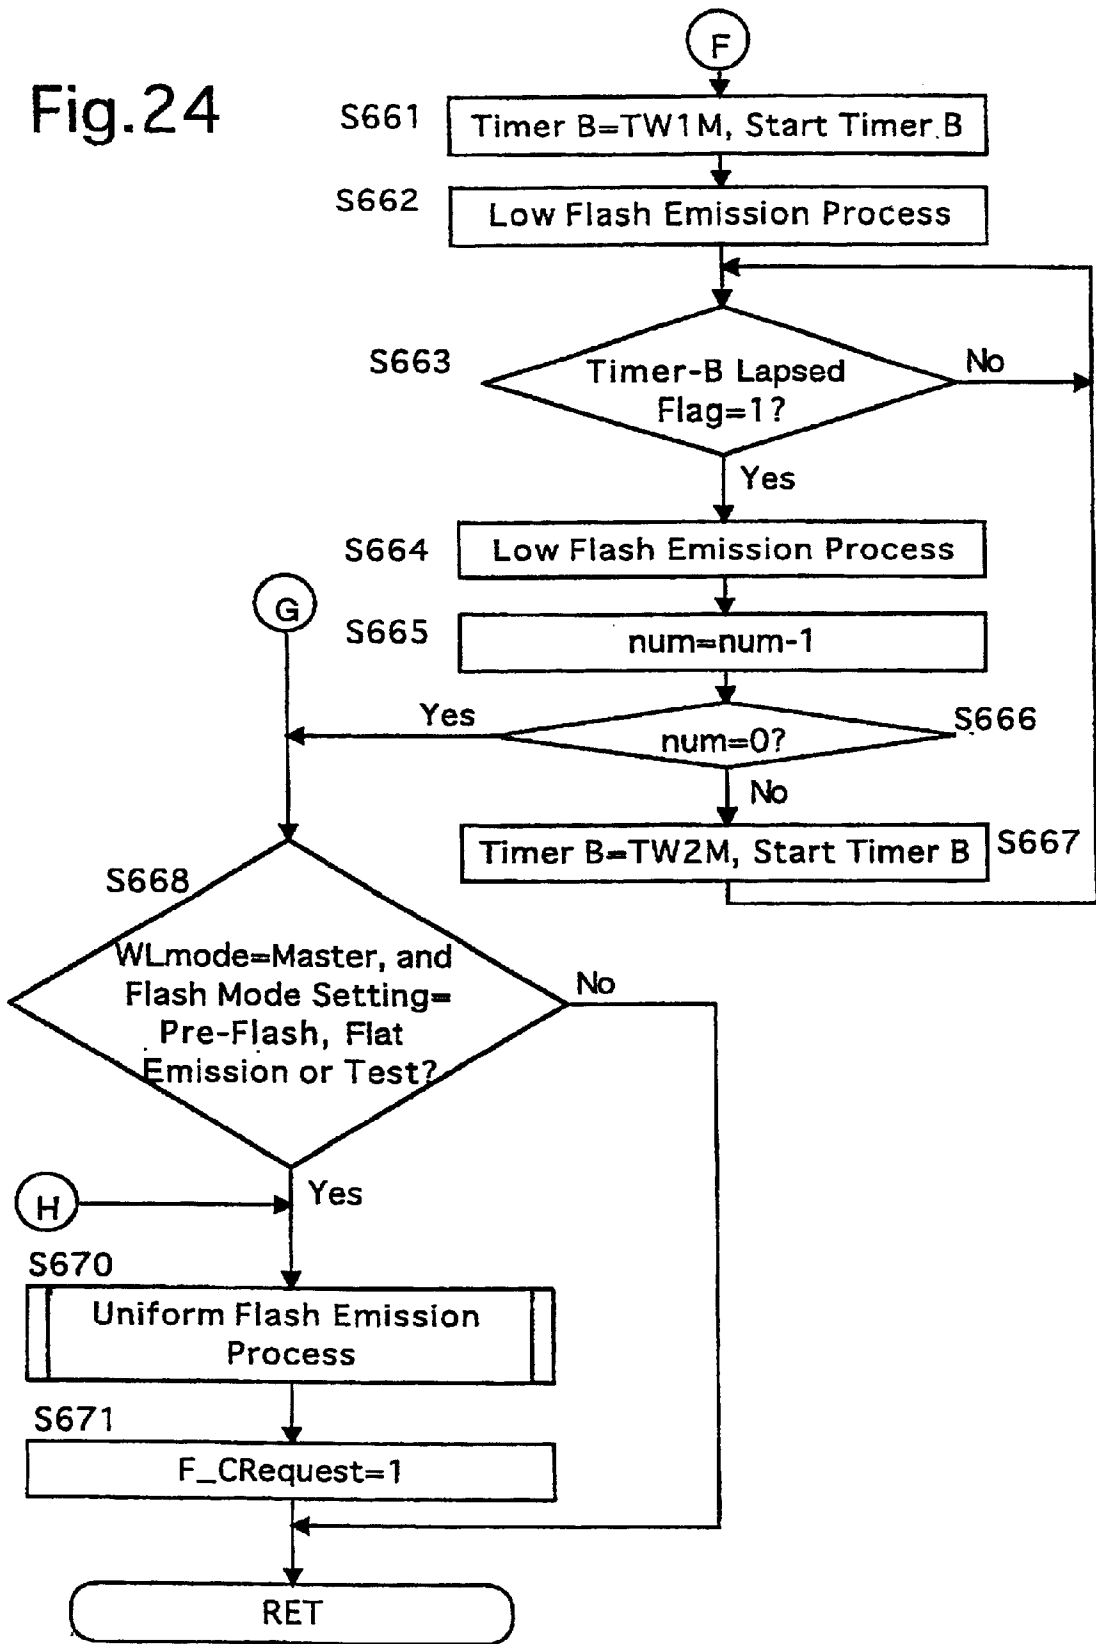 Fig.24
F
S661
Timer B=TW1M, Start Timer B
S662
Low Flash Emission Process
S663
Timer-B Lapsed
Flag=1?
No
Yes
S664
Low Flash Emission Process
G
S665
num=num-1
Yes
num=0?
S666
No
Timer B=TW2M, Start Timer B
S667
S668
WLmode=Master, and
Flash Mode Setting=
Pre-Flash, Flat
Emission or Test?
No
H
Yes
S670
Uniform Flash Emission
Process
S671
F_CRequest=1
RET